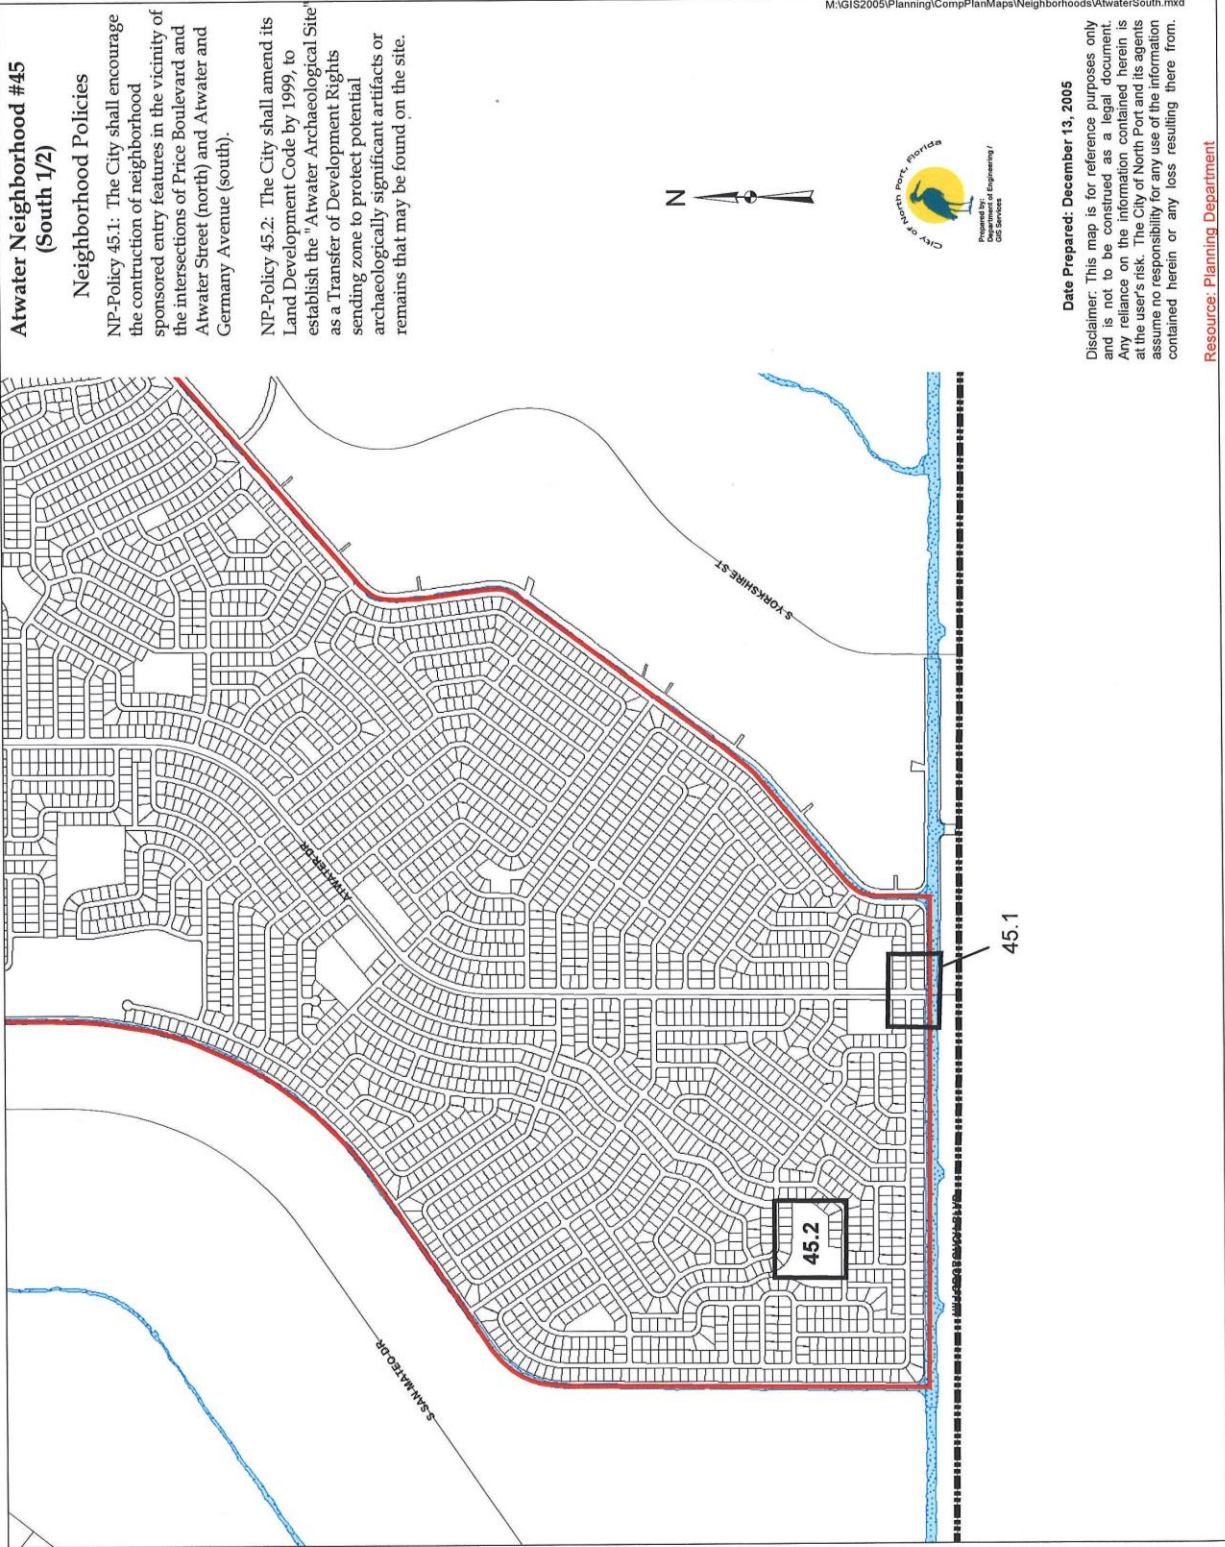 M:\GIS2005\Planning\CompPlanMaps\Neighborhoods\AtwaterSouth.mxd
Atwater Neighborhood #45
(South 1/2)
Neighborhood Policies
NP-Policy 45.1: The City shall encourage
the contruction of neighborhood
sponsored entry features in the vicinity of
the intersections of Price Boulevard and
Atwater Street (north) and Atwater and
Germany Avenue (south).
NP-Policy 45.2: The City shall amend its
Land Development Code by 1999, to
establish the "Atwater Archaeological Site"
as a Transfer of Development Rights
sending zone to protect potential
archaeologically significant artifacts or
remains that may be found on the site.
N
City of North Port, Florida
Prepared by:
Department of Engineering /
GIS Services
Date Prepared: December 13, 2005
Disclaimer: This map is for reference purposes only
and is not to be construed as a legal document.
Any reliance on the information contained herein is
at the user's risk. The City of North Port and its agents
assume no responsibility for any use of the information
contained herein or any loss resulting there from.
Resource: Planning Department
S YORKSHIRE ST
ATWATER DR
S SAN MATEO DR
45.1
45.2